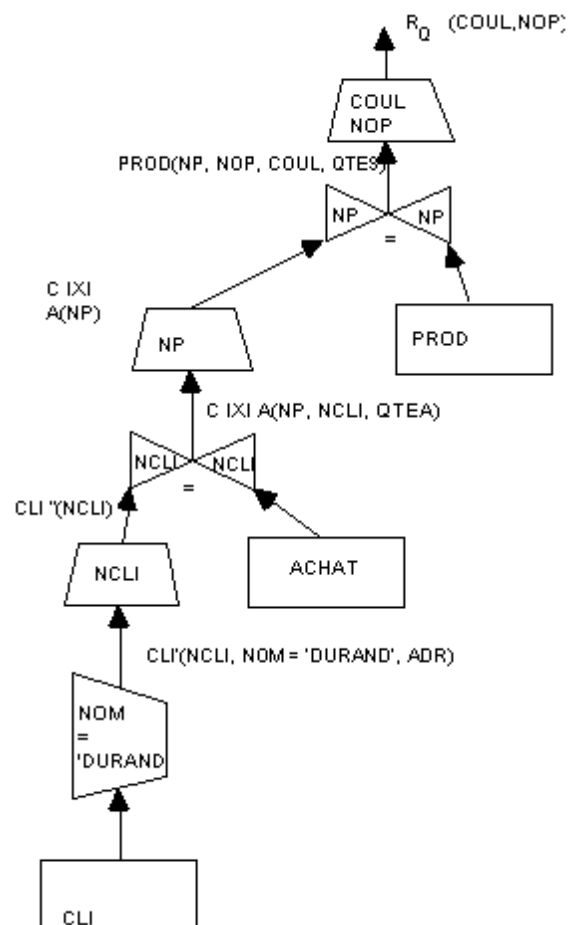 RQ (COUL,NOP)
COUL
NOP
PROD(NP, NOP, COUL, QTES)
NP NP
=
C IXI
A(NP)
NP
PROD
C IXI A(NP, NCLI, QTEA)
NCLI NCLI
=
CLI "(NCLI)
NCLI
ACHAT
CLI'(NCLI, NOM = 'DURAND', ADR)
NOM
=
'DURAND
CLI